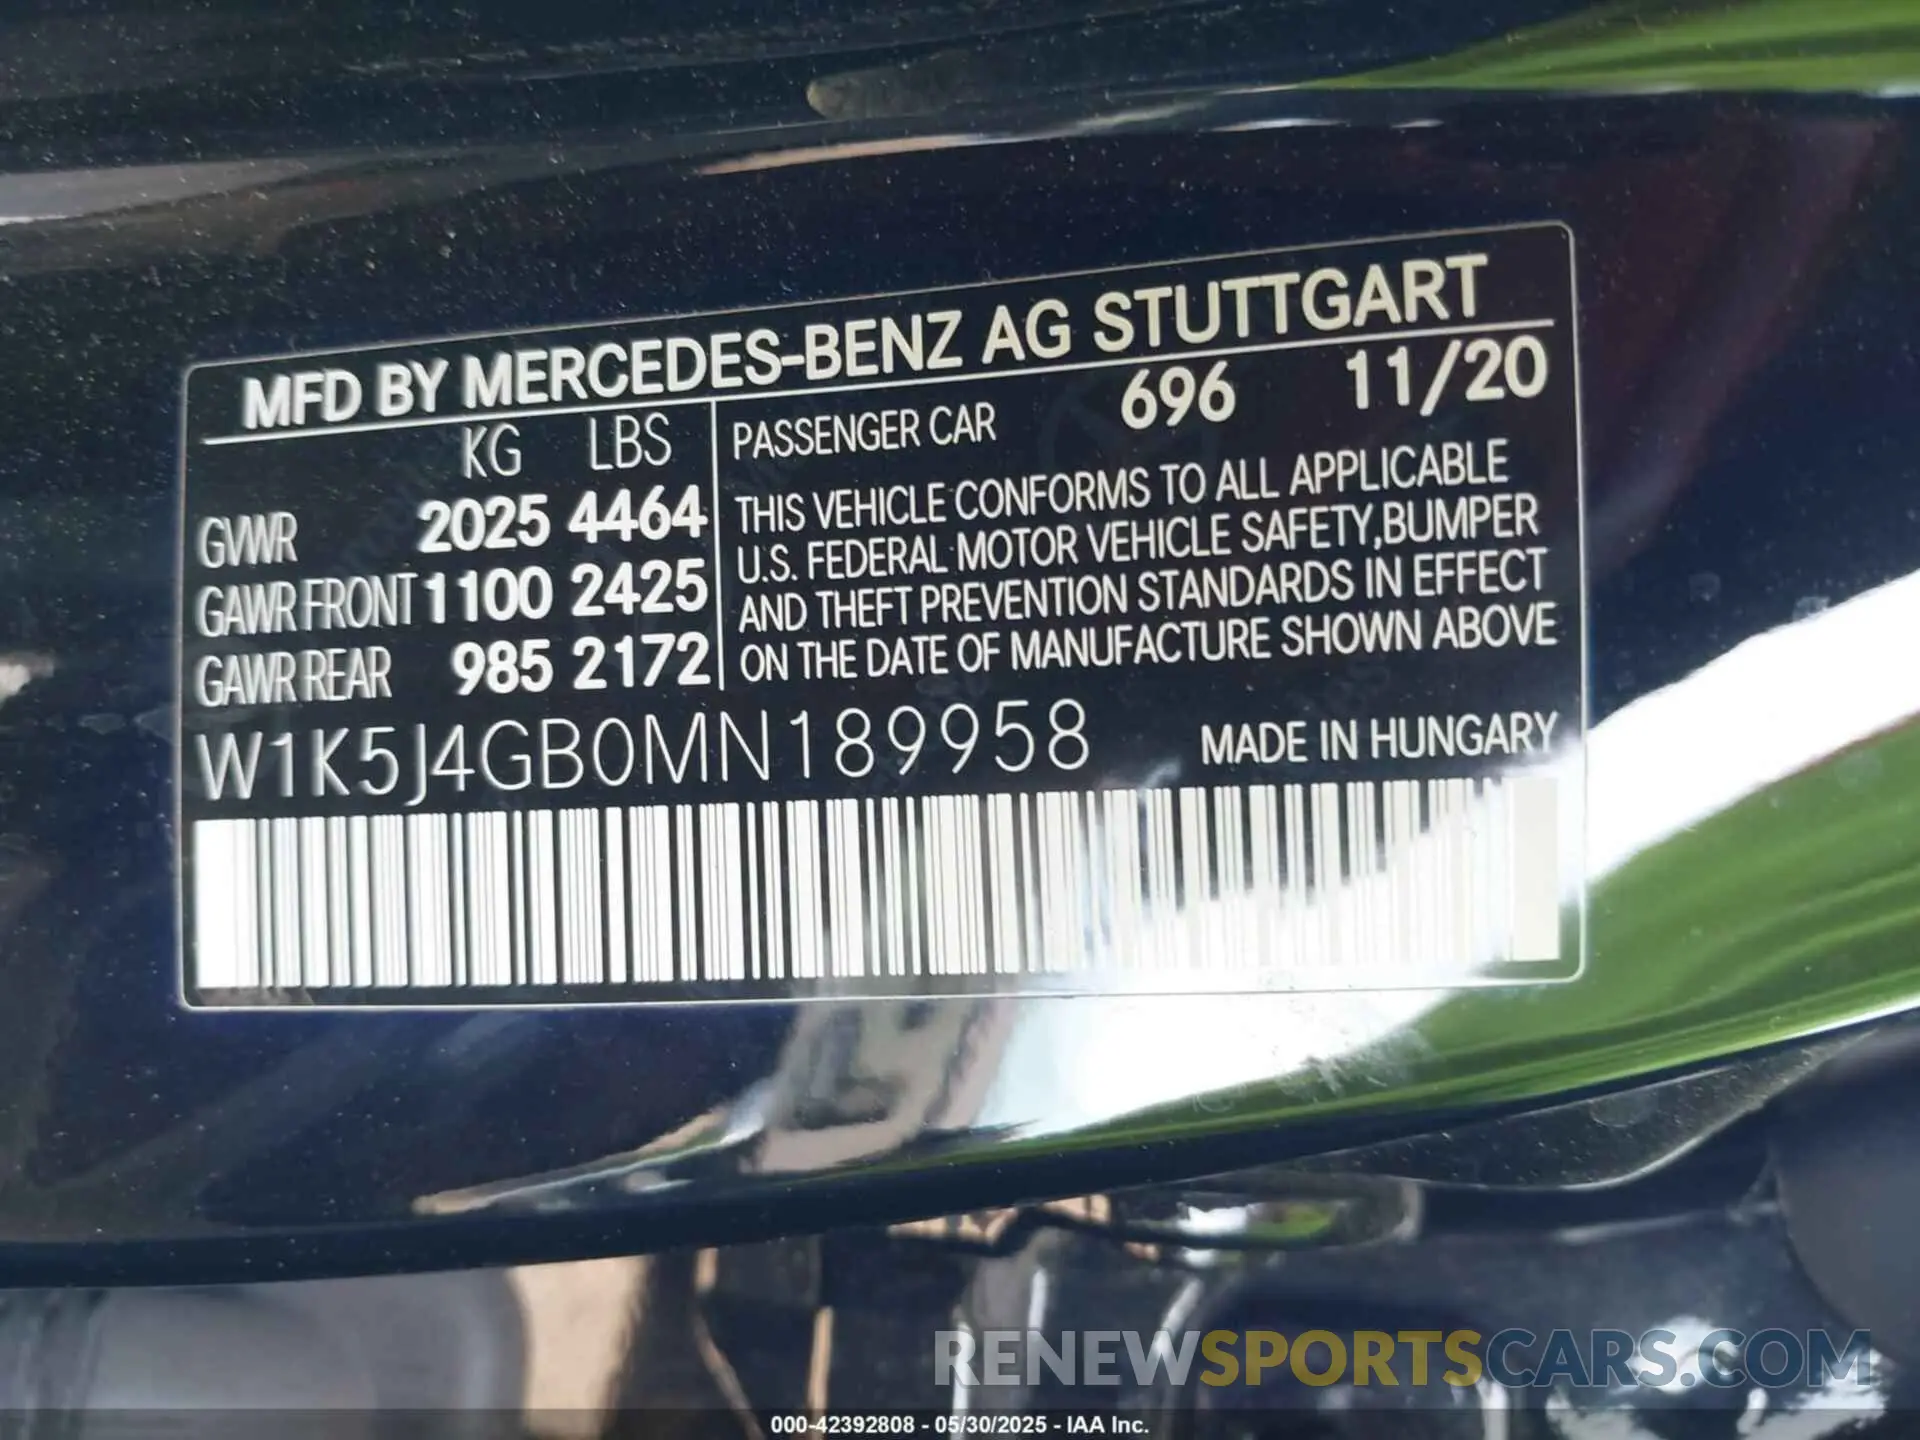 MFD BY MERCEDES-BENZ AG STUTTGART
KG LBS
GVWR 2025 4464
GAWR FRONT 1100 2425
GAWR REAR 985 2172
PASSENGER CAR 696 11/20
THIS VEHICLE CONFORMS TO ALL APPLICABLE
U.S. FEDERAL MOTOR VEHICLE SAFETY,BUMPER
AND THEFT PREVENTION STANDARDS IN EFFECT
ON THE DATE OF MANUFACTURE SHOWN ABOVE
W1K5J4GB0MN189958 MADE IN HUNGARY
RENEWSPORTSCARS.COM
000-42392808 - 05/30/2025 - IAA Inc.